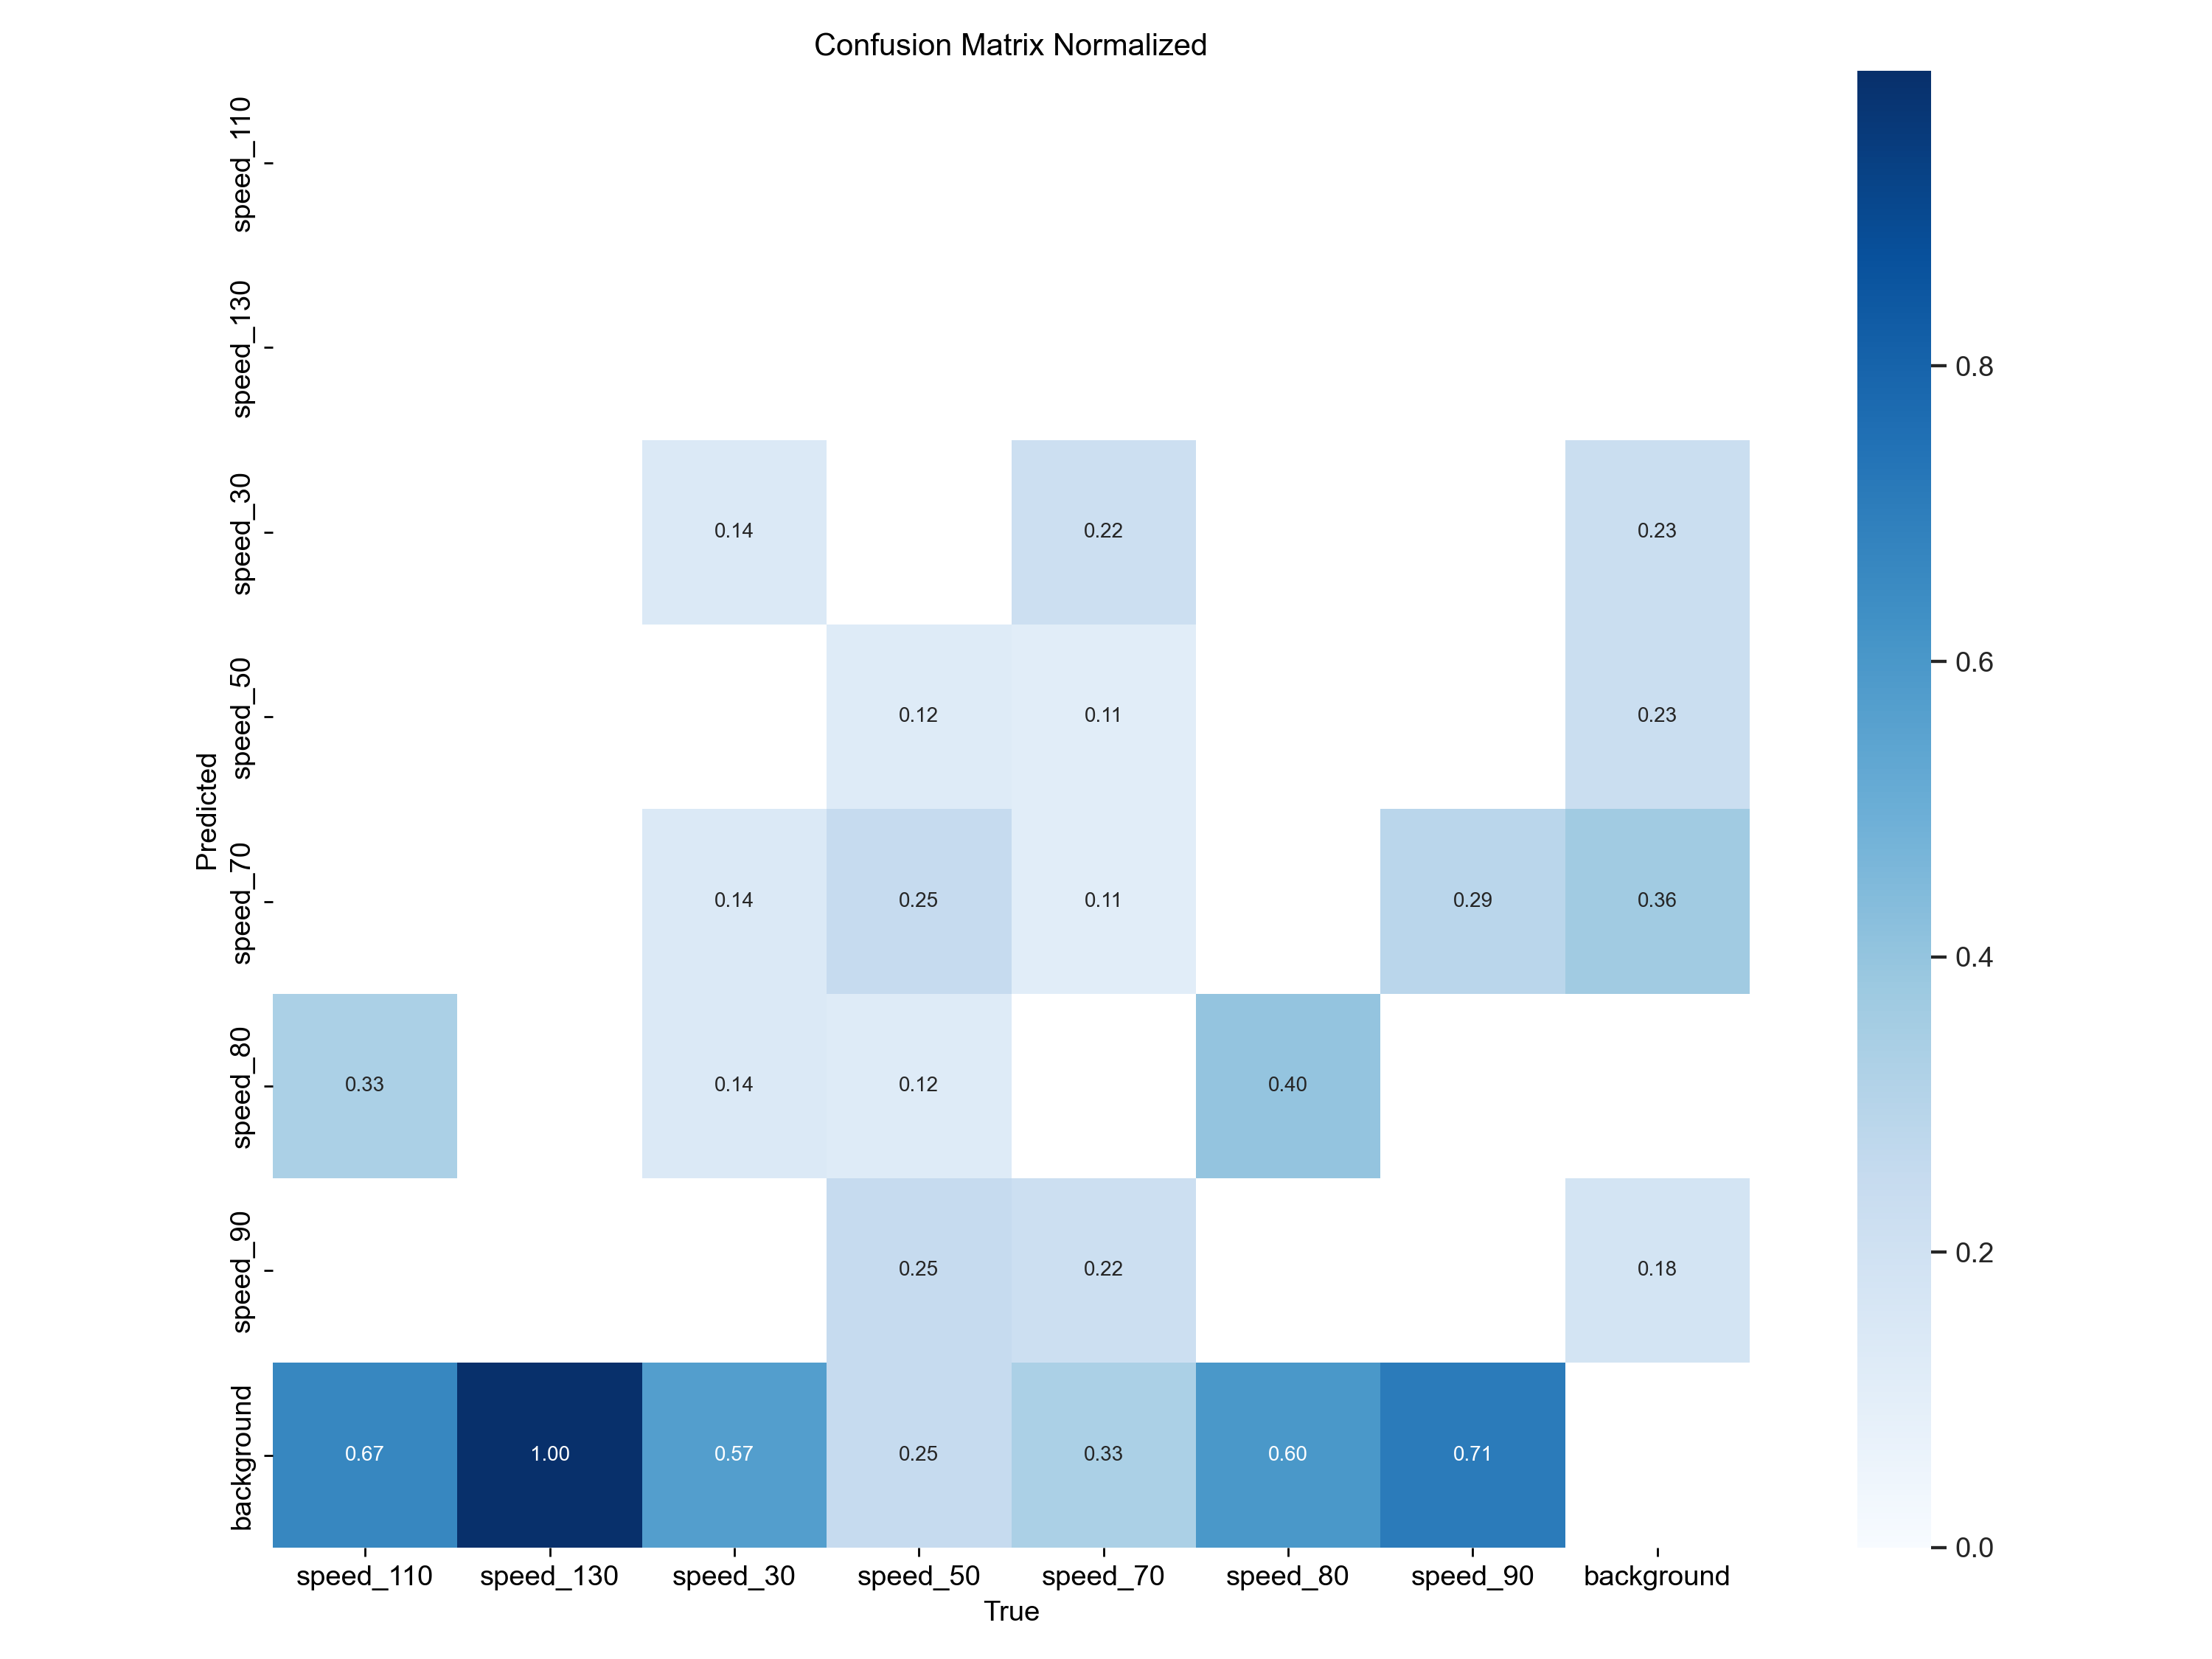 Confusion Matrix Normalized
speed_110
speed_130
speed_30
0.14 0.22 0.23
speed_50
0.12 0.11 0.23
speed_70
0.14 0.25 0.11 0.29 0.36
speed_80
0.33 0.14 0.12 0.40
speed_90
0.25 0.22 0.18
background
0.67 1.00 0.57 0.25 0.33 0.60 0.71
Predicted
speed_110 speed_130 speed_30 speed_50 speed_70 speed_80 speed_90 background
True
0.8
0.6
0.4
0.2
0.0